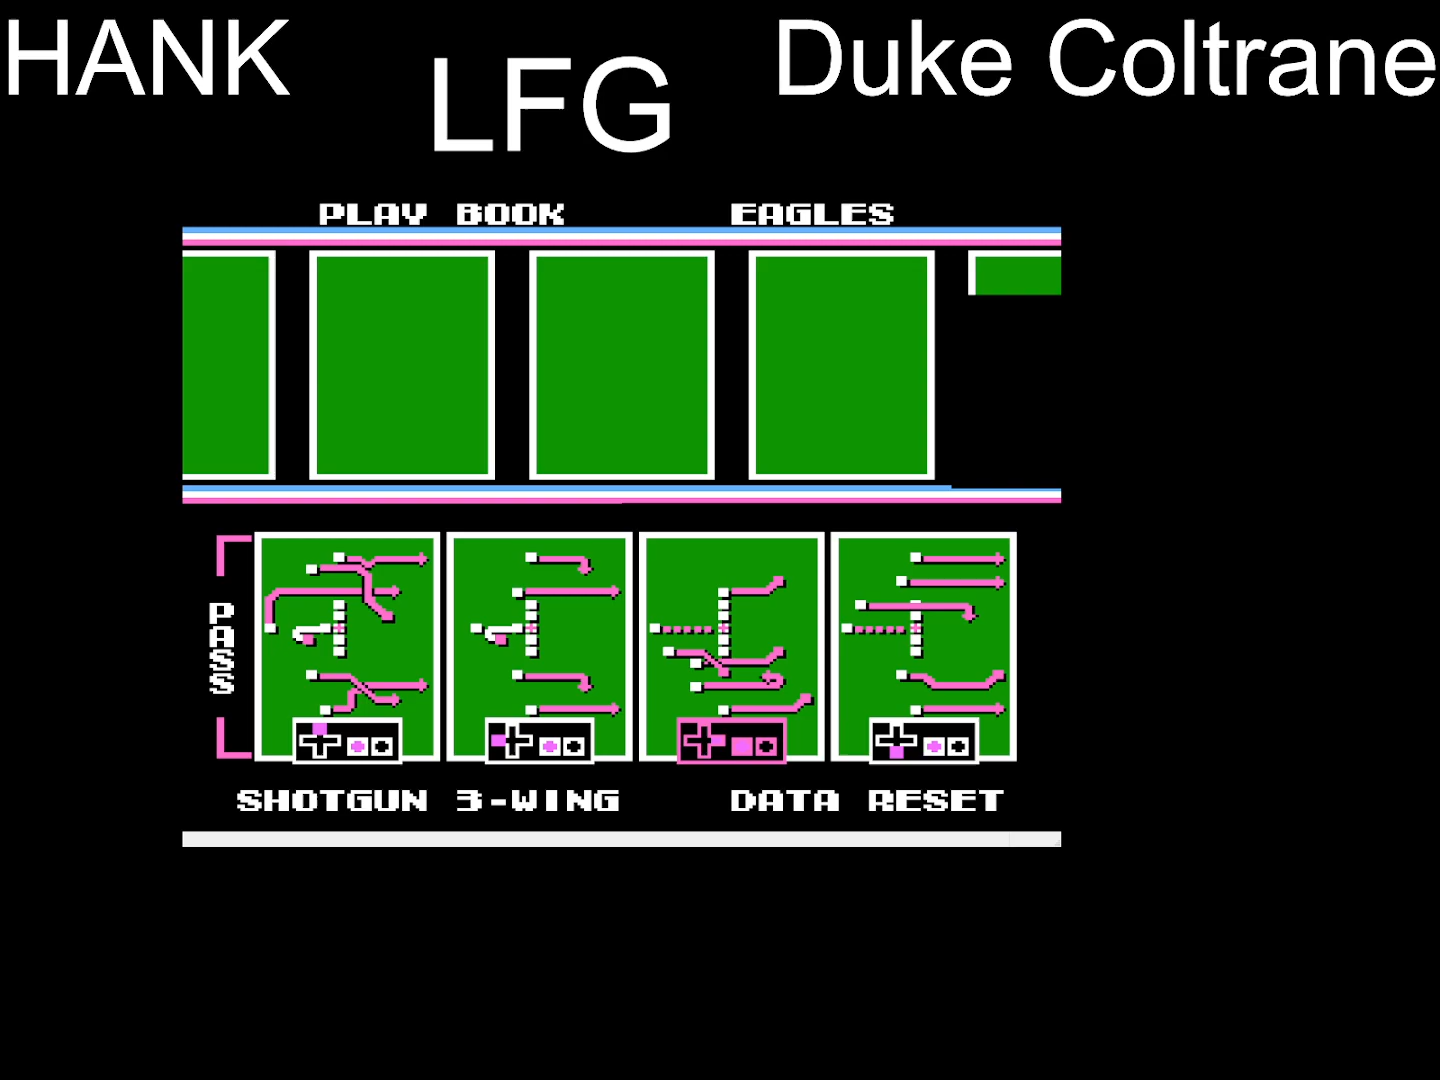 HANK
LFG
Duke Coltrane
PLAY BOOK EAGLES
PASS
SHOTGUN 3-WING DATA RESET